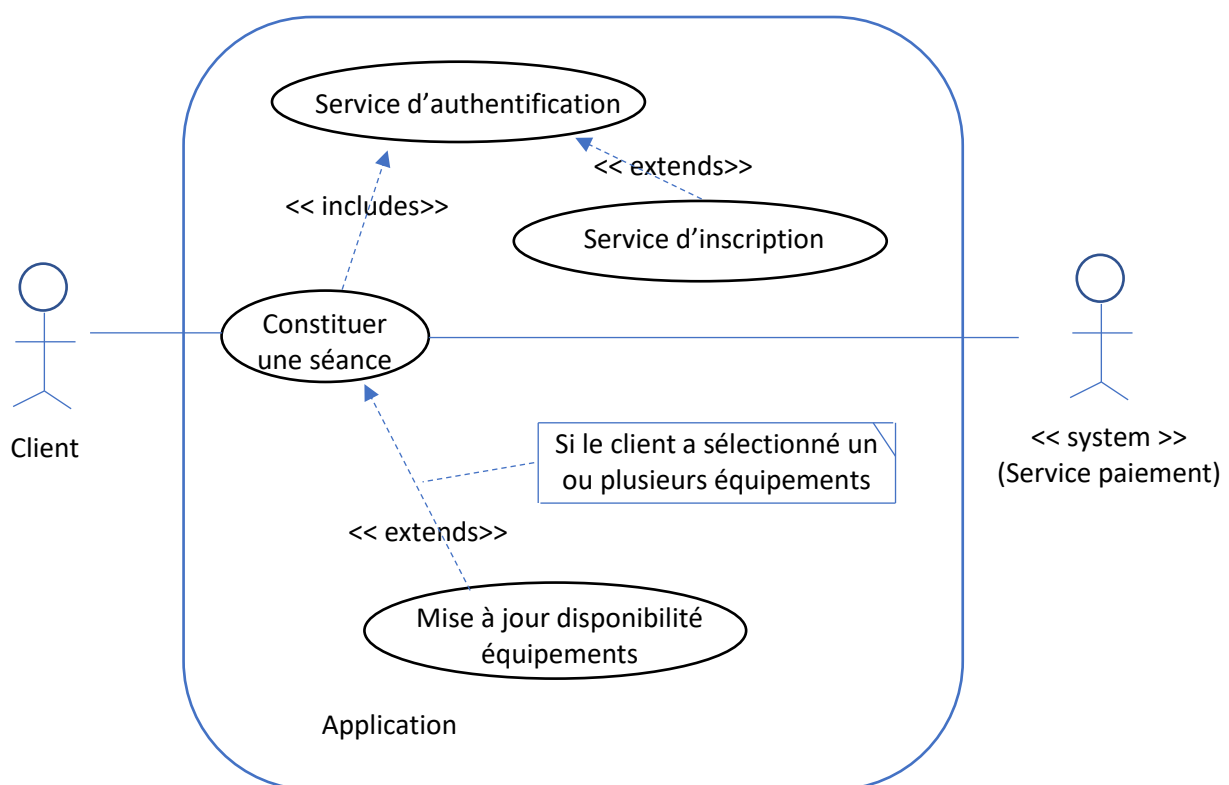 Service d’authentification
<< extends>>
<< includes>>
Service d’inscription
Constituer
une séance
Client
Si le client a sélectionné un
ou plusieurs équipements
<< system >>
(Service paiement)
<< extends>>
Mise à jour disponibilité
équipements
Application